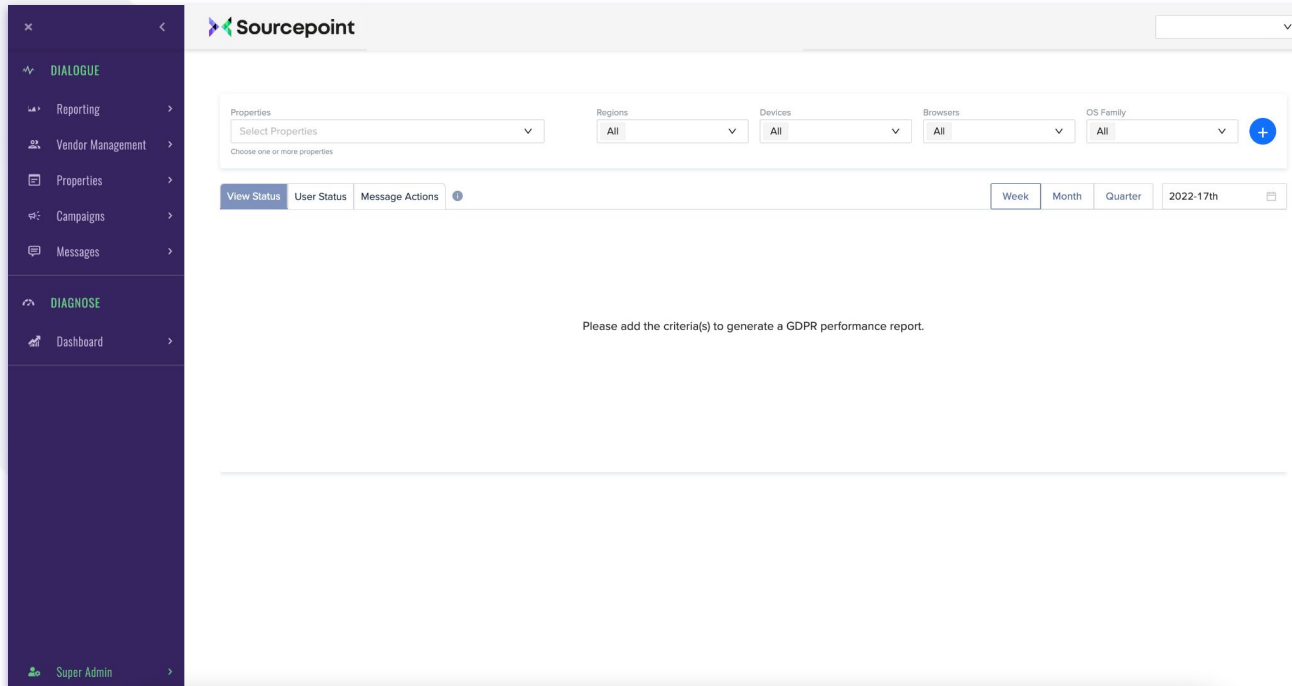 Sourcepoint
DIALOGUE
Reporting
Vendor Management
Properties
Campaigns
Messages
DIAGNOSE
Dashboard
Super Admin
Properties Regions Devices Browsers OS Family
Select Properties All All All All
Choose one or more properties
View Status User Status Message Actions Week Month Quarter 2022-17th
Please add the criteria(s) to generate a GDPR performance report.